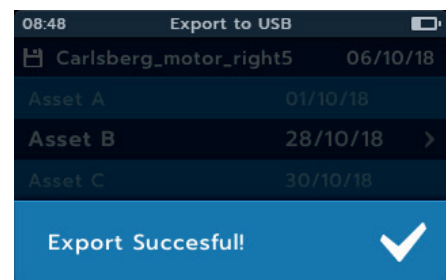 08:48 Export to USB
Carlsberg_motor_right5 06/10/18
Asset A 01/10/18
Asset B 28/10/18 >
Asset C 30/10/18
Export Succesful!